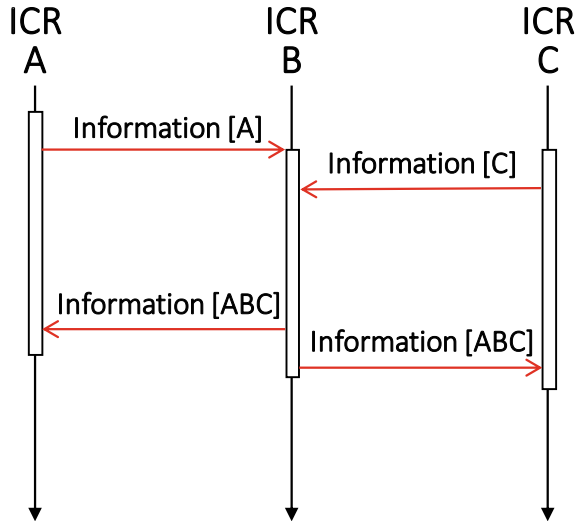 ICR
A
ICR
B
ICR
C
Information [A]
Information [C]
Information [ABC]
Information [ABC]